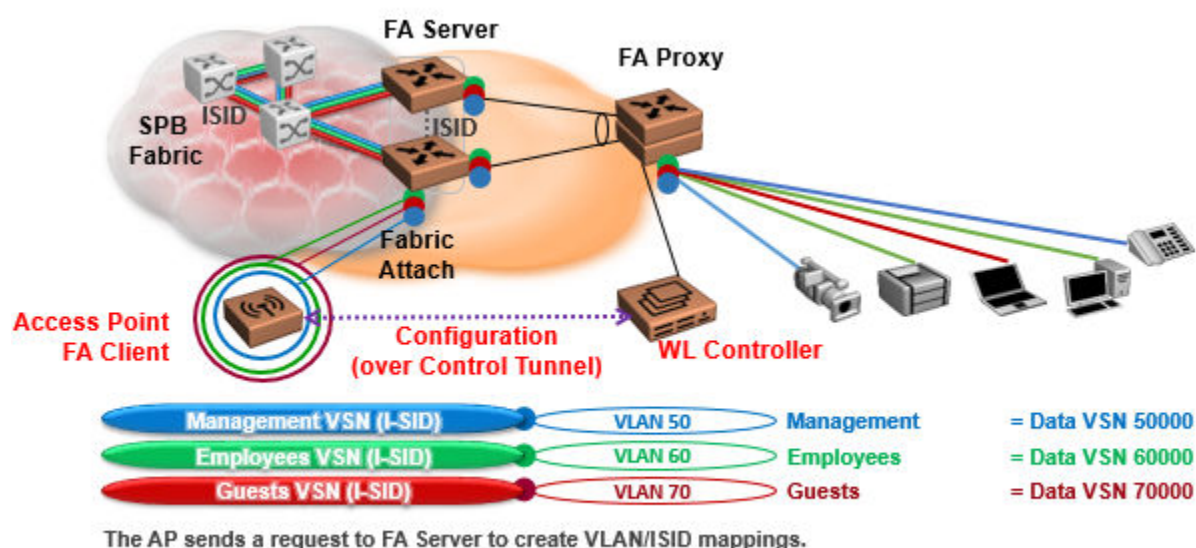 FA Server
FA Proxy
ISID
SPB
Fabric
ISID
Fabric
Attach
Access Point
FA Client
Configuration
(over Control Tunnel)
WL Controller
Management VSN (I-SID) VLAN 50 Management = Data VSN 50000
Employees VSN (I-SID) VLAN 60 Employees = Data VSN 60000
Guests VSN (I-SID) VLAN 70 Guests = Data VSN 70000
The AP sends a request to FA Server to create VLAN/ISID mappings.